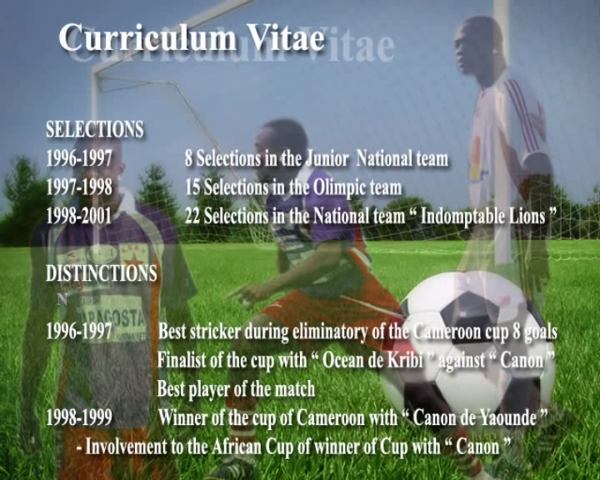 Curriculum Vitae
SELECTIONS
1996-1997 8 Selections in the Junior National team
1997-1998 15 Selections in the Olimpic team
1998-2001 22 Selections in the National team “ Indomptable Lions ”
DISTINCTIONS
1996-1997 Best stricker during eliminatory of the Cameroon cup 8 goals
Finalist of the cup with “ Ocean de Kribi ” against “ Canon ”
Best player of the match
1998-1999 Winner of the cup of Cameroon with “ Canon de Yaounde ”
- Involvement to the African Cup of winner of Cup with “ Canon ”